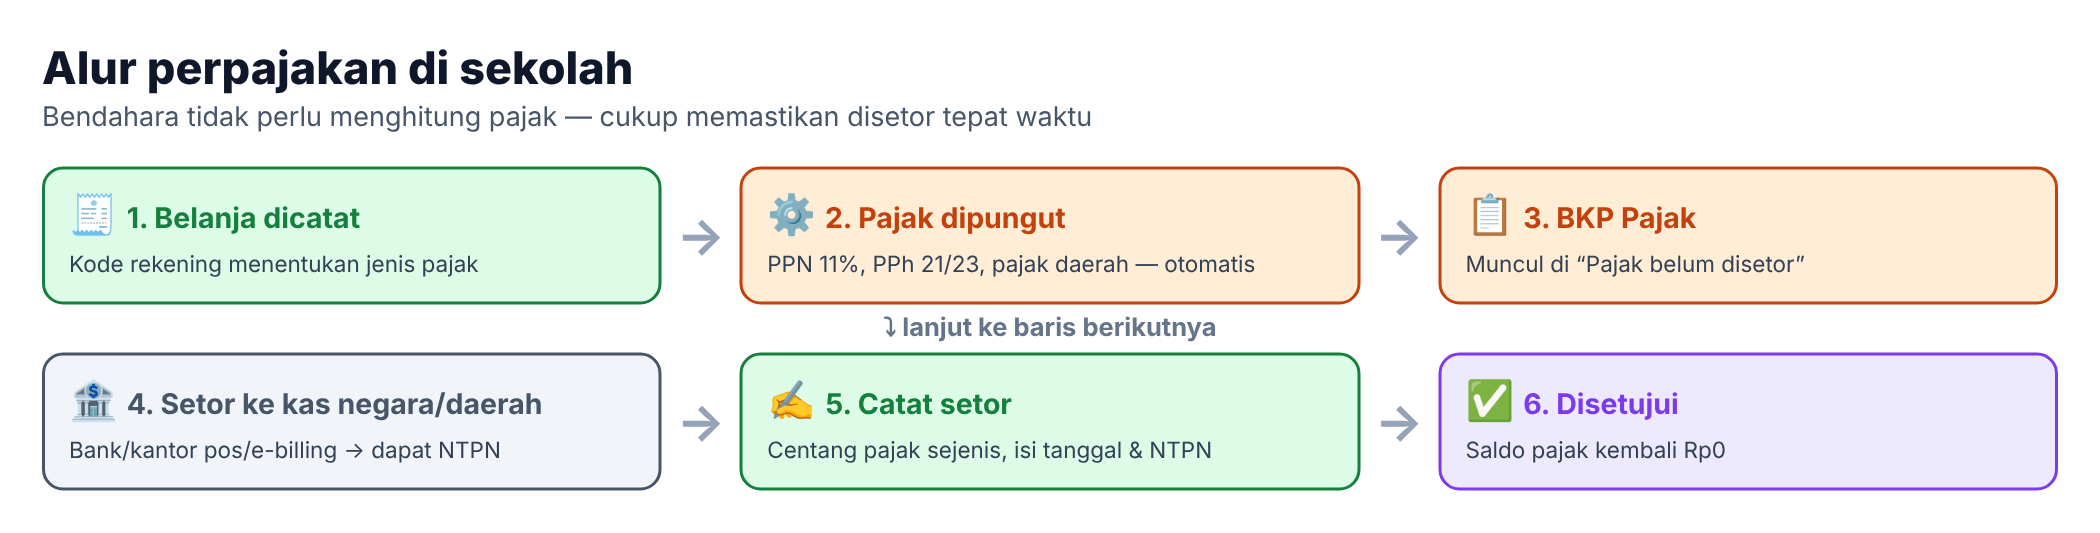 Alur perpajakan di sekolah
Bendahara tidak perlu menghitung pajak — cukup memastikan disetor tepat waktu
1. Belanja dicatat
Kode rekening menentukan jenis pajak
→
2. Pajak dipungut
PPN 11%, PPh 21/23, pajak daerah — otomatis
→
3. BKP Pajak
Muncul di “Pajak belum disetor”
⤵ lanjut ke baris berikutnya
4. Setor ke kas negara/daerah
Bank/kantor pos/e-billing → dapat NTPN
→
5. Catat setor
Centang pajak sejenis, isi tanggal & NTPN
→
6. Disetujui
Saldo pajak kembali Rp0